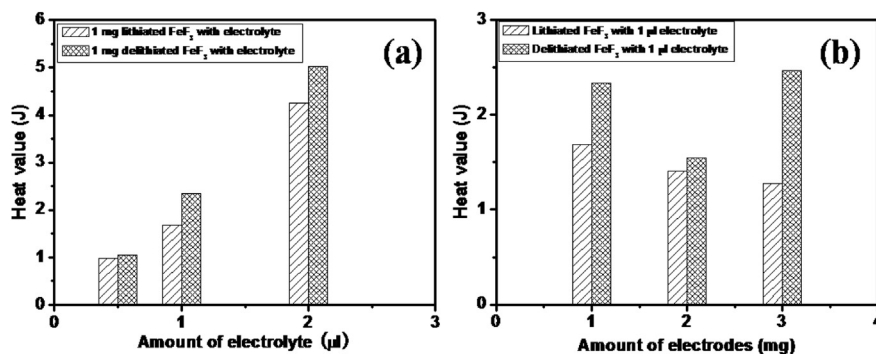 6
5
4
3
2
1
0
Heat value (J)
1 mg lithiated FeF₃ with electrolyte
1 mg delithiated FeF₃ with electrolyte
(a)
0 1 2 3
Amount of electrolyte (μl)
3
2
1
0
Heat value (J)
Lithiated FeF₃ with 1 μl electrolyte
Delithiated FeF₃ with 1 μl electrolyte
(b)
0 1 2 3 4
Amount of electrodes (mg)